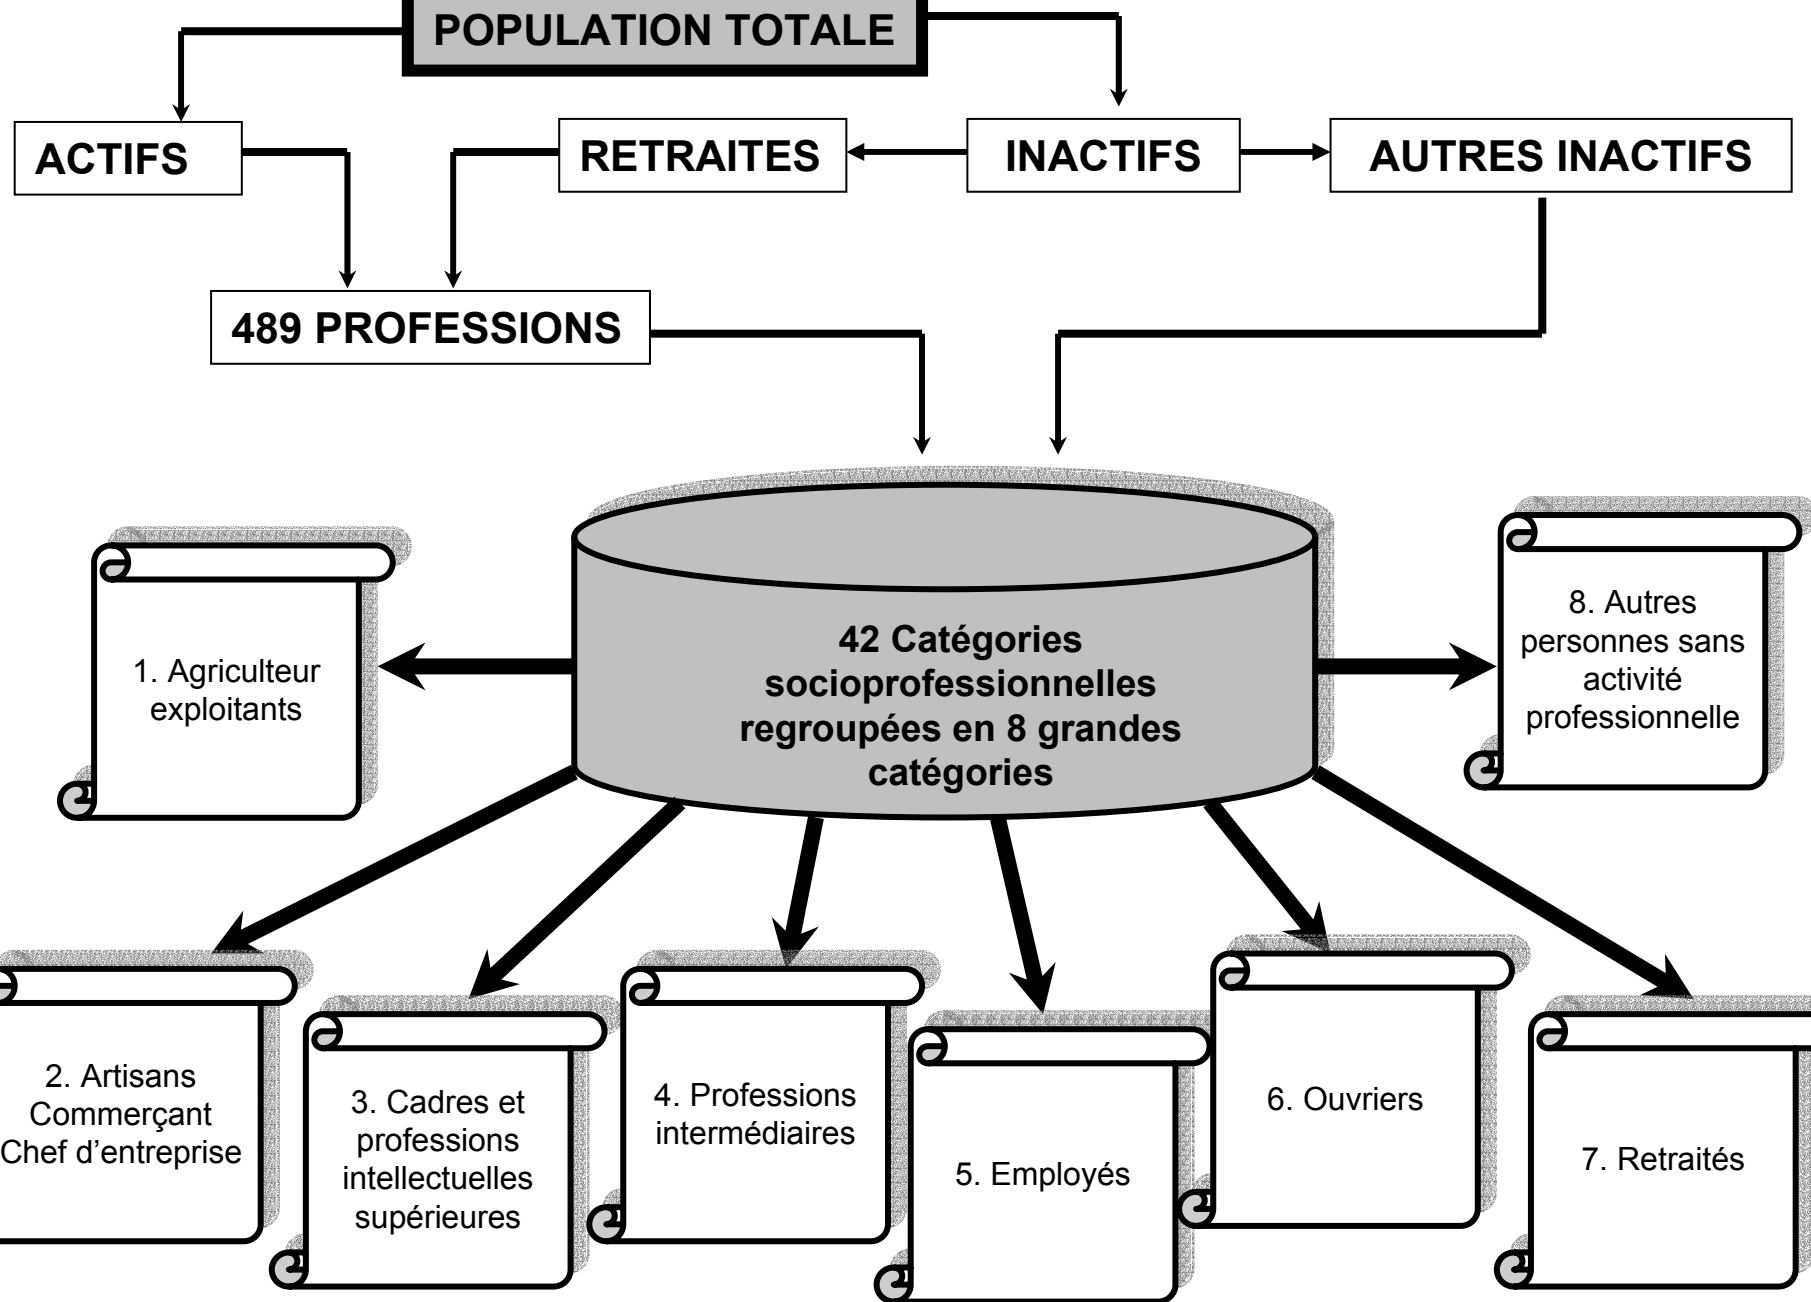 POPULATION TOTALE
ACTIFS
RETRAITES
INACTIFS
AUTRES INACTIFS
489 PROFESSIONS
42 Catégories
socioprofessionnelles
regroupées en 8 grandes
catégories
1. Agriculteur
exploitants
8. Autres
personnes sans
activité
professionnelle
2. Artisans
Commerçant
Chef d’entreprise
3. Cadres et
professions
intellectuelles
supérieures
4. Professions
intermédiaires
5. Employés
6. Ouvriers
7. Retraités